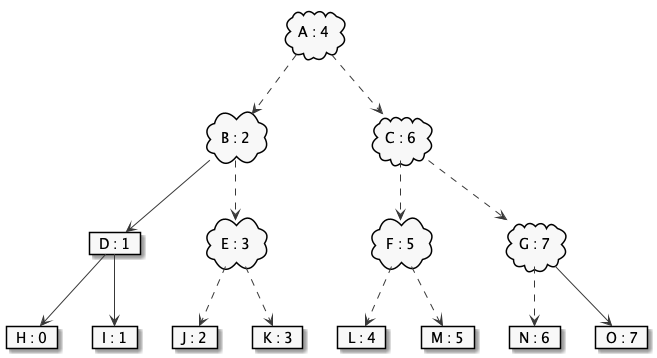 A : 4
B : 2
C : 6
D : 1
E : 3
F : 5
G : 7
H : 0
I : 1
J : 2
K : 3
L : 4
M : 5
N : 6
O : 7